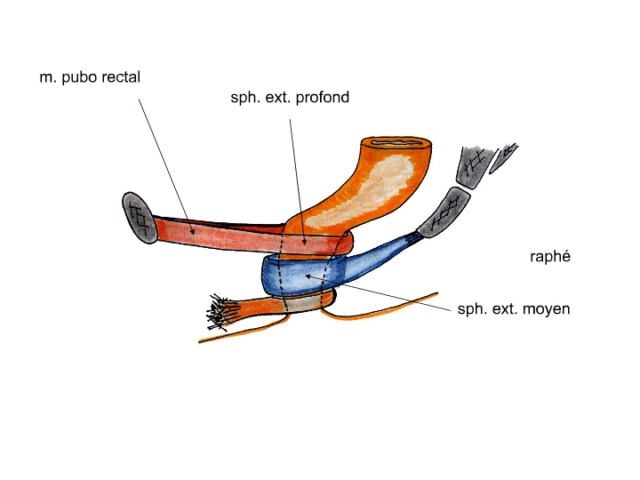 m. pubo rectal
sph. ext. profond
raphé
sph. ext. moyen